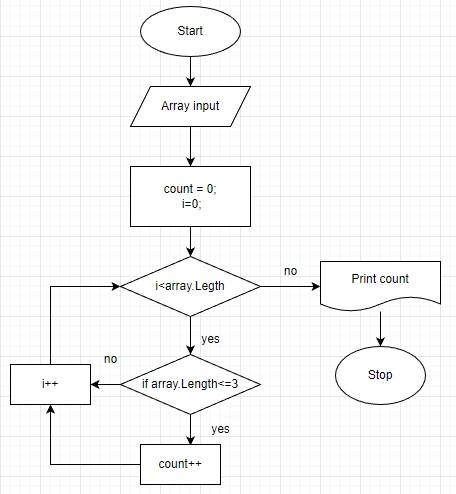 Start
Array input
count = 0;
i=0;
i<array.Legth
no
Print count
yes
Stop
no
if array.Length<=3
i++
yes
count++